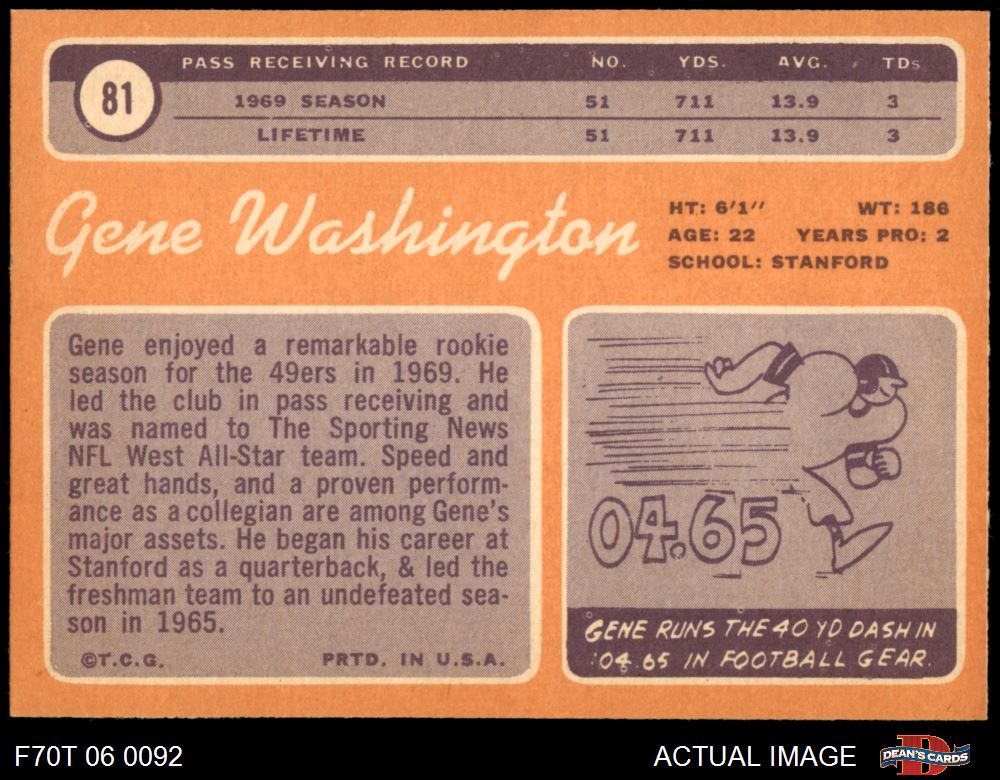 PASS RECEIVING RECORD NO. YDS. AVG. TDs
81
1969 SEASON 51 711 13.9 3
LIFETIME 51 711 13.9 3
Gene Washington
HT: 6'1" WT: 186
AGE: 22 YEARS PRO: 2
SCHOOL: STANFORD
Gene enjoyed a remarkable rookie
season for the 49ers in 1969. He
led the club in pass receiving and
was named to The Sporting News
NFL West All-Star team. Speed and
great hands, and a proven perform-
ance as a collegian are among Gene's
major assets. He began his career at
Stanford as a quarterback, & led the
freshman team to an undefeated sea-
son in 1965.
©T.C.G. PRTD. IN U.S.A.
04.65
GENE RUNS THE 40 YD DASH IN
:04.65 IN FOOTBALL GEAR.
F70T 06 0092 ACTUAL IMAGE
D
DEAN'S CARDS